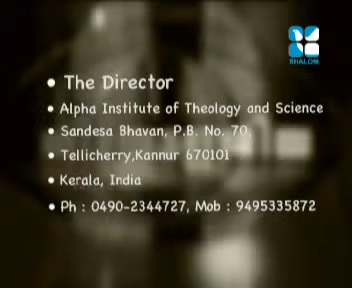 SHALOM
• The Director
• Alpha Institute of Theology and Science
• Sandesa Bhavan, P.B. No. 70,
• Tellicherry,Kannur 670101
• Kerala, India
• Ph : 0490-2344727, Mob : 9495335872